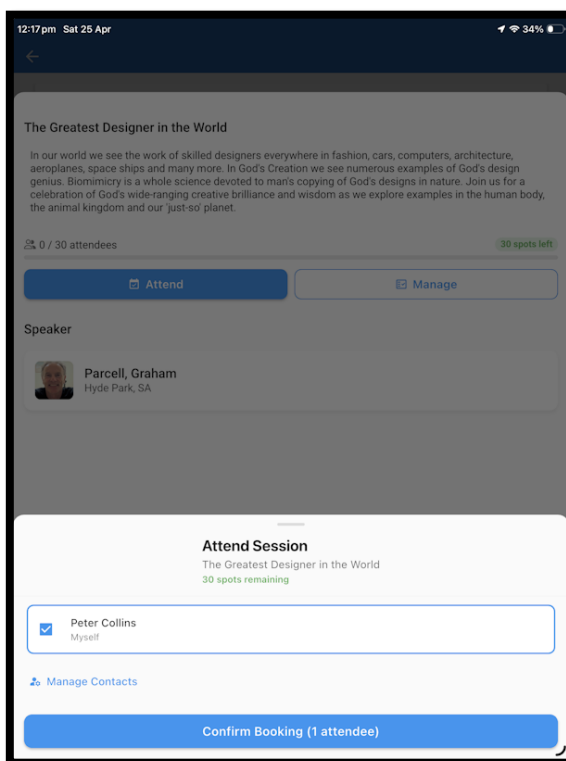 12:17 pm Sat 25 Apr
34%
The Greatest Designer in the World
In our world we see the work of skilled designers everywhere in fashion, cars, computers, architecture,
aeroplanes, space ships and many more. In God's Creation we see numerous examples of God's design
genius. Biomimicry is a whole science devoted to man's copying of God's designs in nature. Join us for a
celebration of God's wide-ranging creative brilliance and wisdom as we explore examples in the human body,
the animal kingdom and our 'just-so' planet.
0 / 30 attendees
30 spots left
Attend
Manage
Speaker
Parcell, Graham
Hyde Park, SA
Attend Session
The Greatest Designer in the World
30 spots remaining
Peter Collins
Myself
Manage Contacts
Confirm Booking (1 attendee)